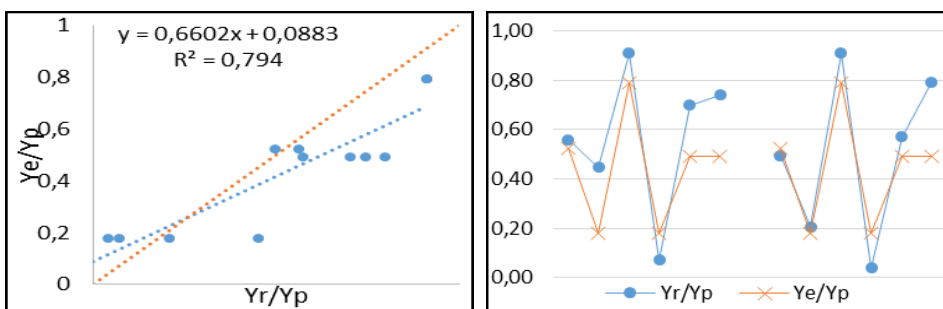 1
y = 0,6602x + 0,0883
R² = 0,794
0,8
0,6
0,4
0,2
0
Ye/Yp
Yr/Yp
1,00
0,80
0,60
0,40
0,20
0,00
Yr/Yp
Ye/Yp